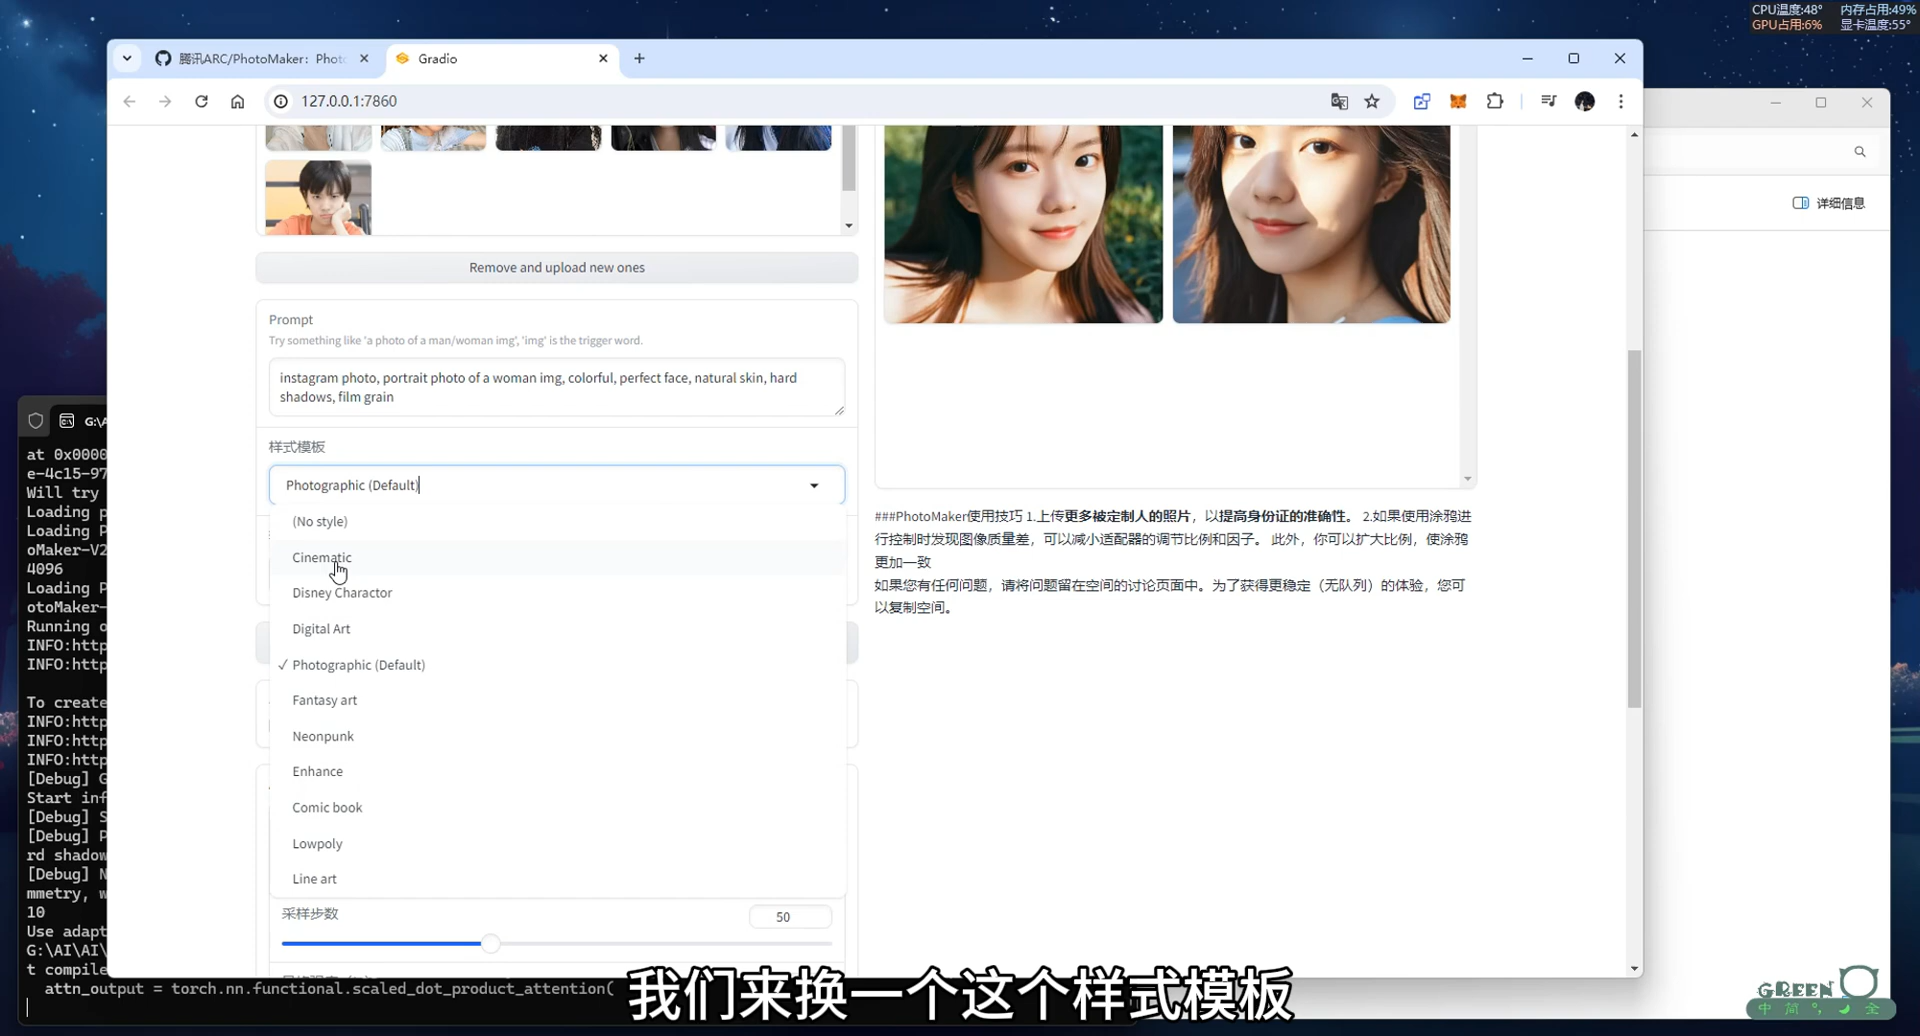 CPU温度:48° 内存占用:49%
GPU占用:6% 显卡温度:55°
腾讯ARC/PhotoMaker: Phot
Gradio
127.0.0.1:7860
详细信息
Remove and upload new ones
Prompt
Try something like 'a photo of a man/woman img', 'img' is the trigger word.
instagram photo, portrait photo of a woman img, colorful, perfect face, natural skin, hard
shadows, film grain
样式模板
Photographic (Default)
(No style)
Cinematic
Disney Charactor
Digital Art
✓ Photographic (Default)
Fantasy art
Neonpunk
Enhance
Comic book
Lowpoly
Line art
采样步数
50
###PhotoMaker使用技巧 1.上传更多被定制人的照片，以提高身份证的准确性。 2.如果使用涂鸦进
行控制时发现图像质量差，可以减小适配器的调节比例和因子。 此外，你可以扩大比例，使涂鸦
更加一致
如果您有任何问题，请将问题留在空间的讨论页面中。为了获得更稳定（无队列）的体验，您可
以复制空间。
G:\A
at 0x0000
e-4c15-97
Will try
Loading p
Loading P
oMaker-V2
4096
Loading P
otoMaker-
Running o
INFO:http
INFO:http
To create
INFO:http
INFO:http
INFO:http
[Debug] G
Start inf
[Debug] S
[Debug] P
rd shadow
[Debug] N
mmetry, w
10
Use adapt
G:\AI\AI\
t compile
attn_output = torch.nn.functional.scaled_dot_product_attention(
我们来换一个这个样式模板
GREEN
中 简 °, 全